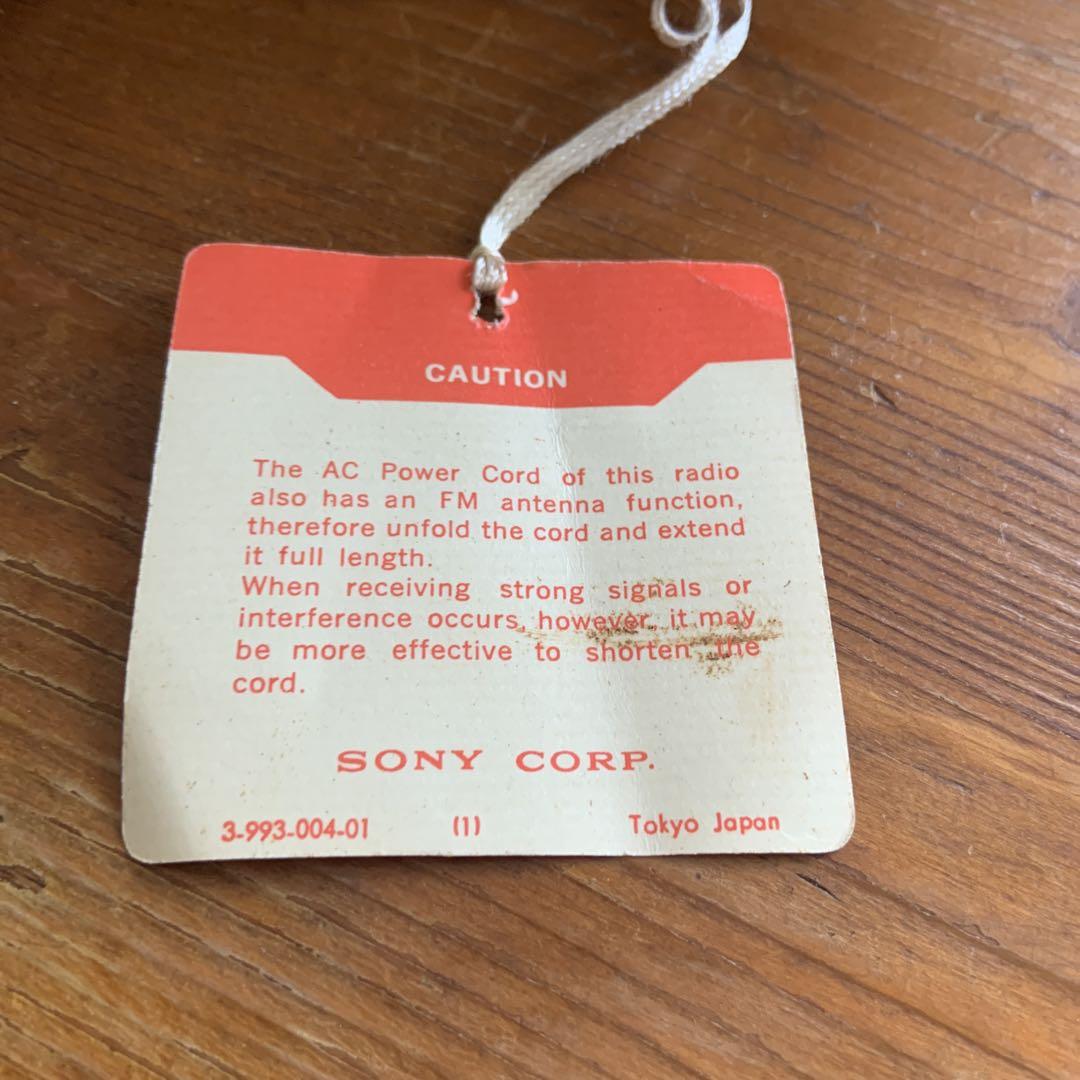 CAUTION
The AC Power Cord of this radio
also has an FM antenna function,
therefore unfold the cord and extend
it full length.
When receiving strong signals or
interference occurs, however, it may
be more effective to shorten the
cord.
SONY CORP.
3-993-004-01 (1) Tokyo Japan